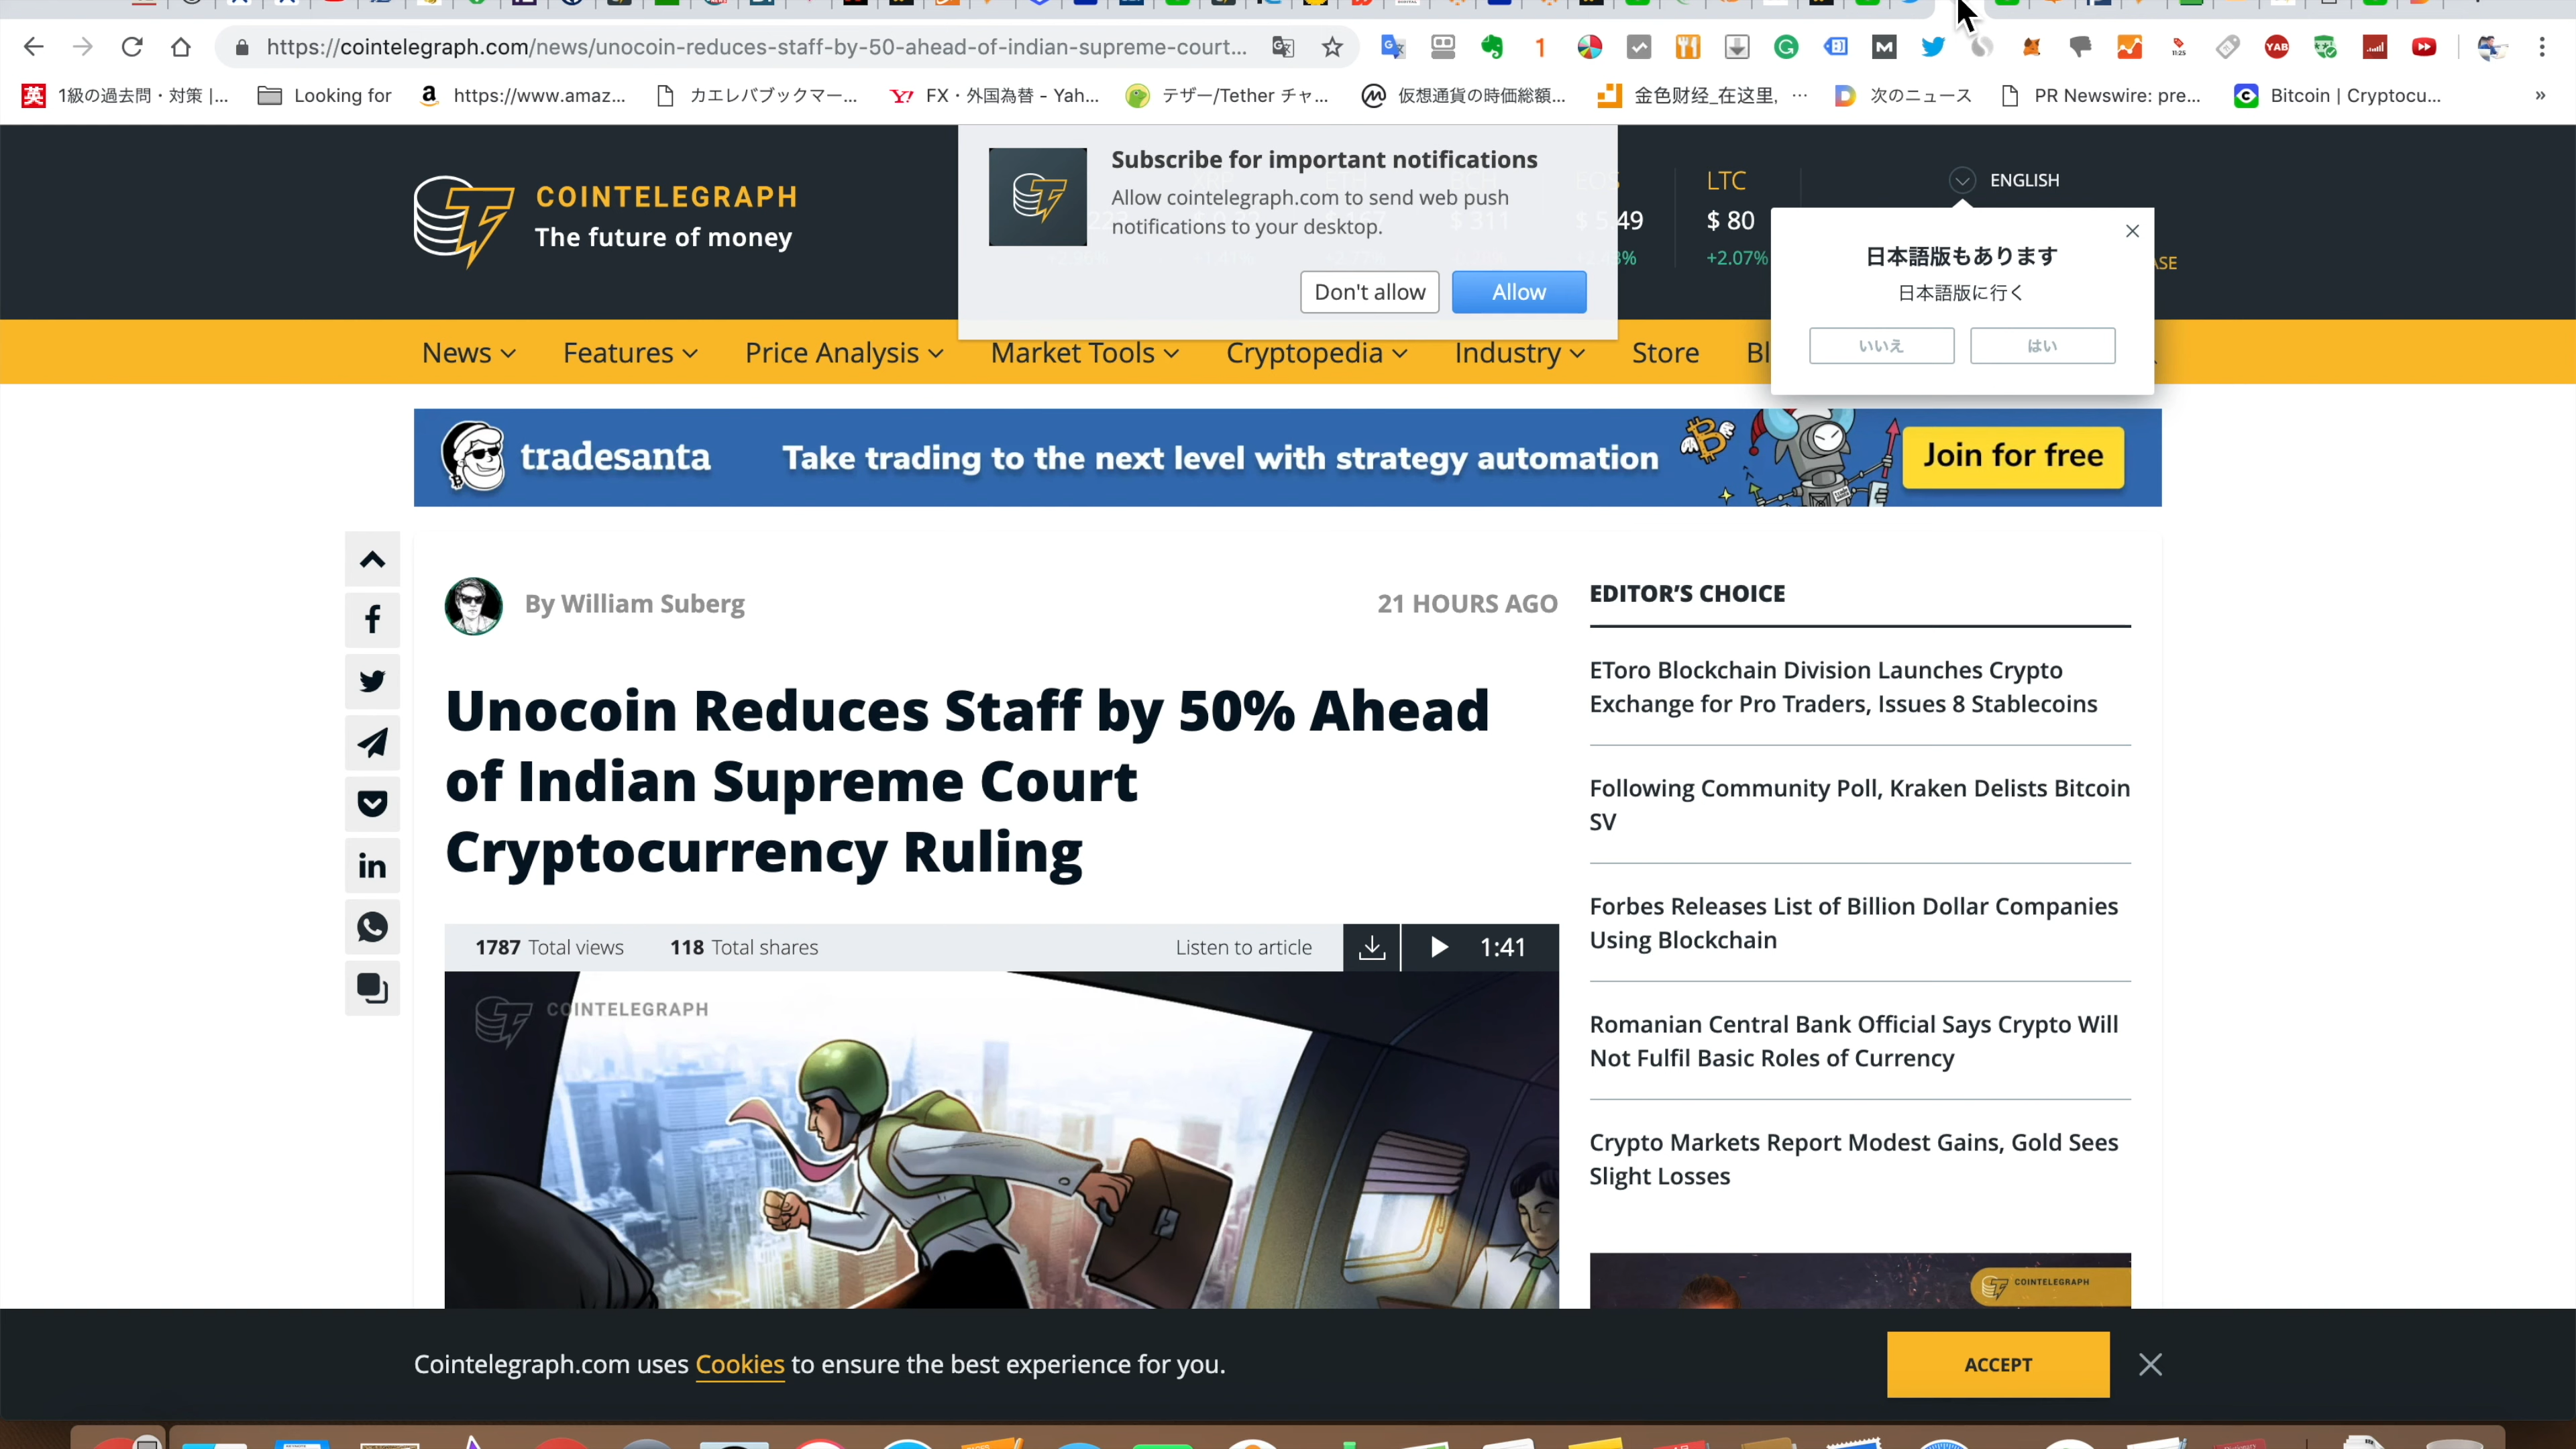 https://cointelegraph.com/news/unocoin-reduces-staff-by-50-ahead-of-indian-supreme-court...
1級の過去問・対策 |...
Looking for
https://www.amaz...
カエレバブックマー...
FX・外国為替 - Yah...
テザー/Tether チャ...
仮想通貨の時価総額...
金色财经_在这里, ...
次のニュース
PR Newswire: pre...
Bitcoin | Cryptocu...
COINTELEGRAPH
The future of money
Subscribe for important notifications
Allow cointelegraph.com to send web push
notifications to your desktop.
Don't allow
Allow
LTC
$ 80
+2.07%
ENGLISH
日本語版もあります
日本語版に行く
いいえ
はい
News
Features
Price Analysis
Market Tools
Cryptopedia
Industry
Store
tradesanta
Take trading to the next level with strategy automation
Join for free
By William Suberg
21 HOURS AGO
Unocoin Reduces Staff by 50% Ahead
of Indian Supreme Court
Cryptocurrency Ruling
1787 Total views
118 Total shares
Listen to article
1:41
COINTELEGRAPH
EDITOR'S CHOICE
EToro Blockchain Division Launches Crypto
Exchange for Pro Traders, Issues 8 Stablecoins
Following Community Poll, Kraken Delists Bitcoin
SV
Forbes Releases List of Billion Dollar Companies
Using Blockchain
Romanian Central Bank Official Says Crypto Will
Not Fulfil Basic Roles of Currency
Crypto Markets Report Modest Gains, Gold Sees
Slight Losses
COINTELEGRAPH
Cointelegraph.com uses Cookies to ensure the best experience for you.
ACCEPT